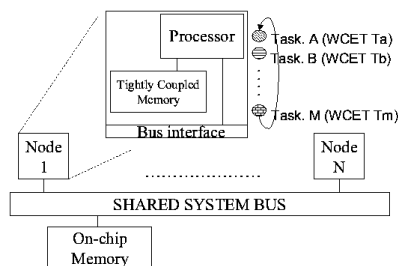 Processor
Task. A (WCET Ta)
Task. B (WCET Tb)
Tightly Coupled
Memory
Task. M (WCET Tm)
Bus interface
Node
1
Node
N
SHARED SYSTEM BUS
On-chip
Memory